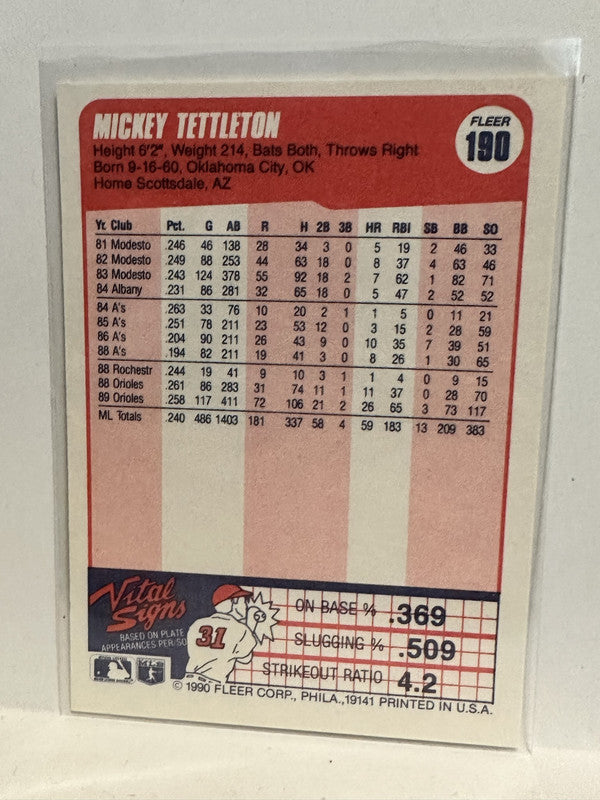 MICKEY TETTLETON
FLEER
190
Height 6'2", Weight 214, Bats Both, Throws Right
Born 9-16-60, Oklahoma City, OK
Home Scottsdale, AZ
Yr. Club Pct. G AB R H 2B 3B HR RBI SB BB SO
81 Modesto .246 46 138 28 34 3 0 5 19 2 46 33
82 Modesto .249 88 253 44 63 18 0 8 37 4 63 46
83 Modesto .243 124 378 55 92 18 2 7 62 1 82 71
84 Albany .231 86 281 32 65 18 0 5 47 2 52 52
84 A's .263 33 76 10 20 2 1 1 5 0 11 21
85 A's .251 78 211 23 53 12 0 3 15 2 28 59
86 A's .204 90 211 26 43 9 0 10 35 7 39 51
88 A's .194 82 211 19 41 3 0 8 26 1 30 65
88 Rochestr .244 19 41 9 10 3 1 1 4 0 9 15
88 Orioles .261 86 283 31 74 11 1 11 37 0 28 70
89 Orioles .258 117 411 72 106 21 2 26 65 3 73 117
ML Totals .240 486 1403 181 337 58 4 59 183 13 209 383
Vital
Signs
BASED ON PLATE
APPEARANCES PER/SO
31
ON BASE % .369
SLUGGING % .509
STRIKEOUT RATIO 4.2
© 1990 FLEER CORP., PHILA.,19141 PRINTED IN U.S.A.